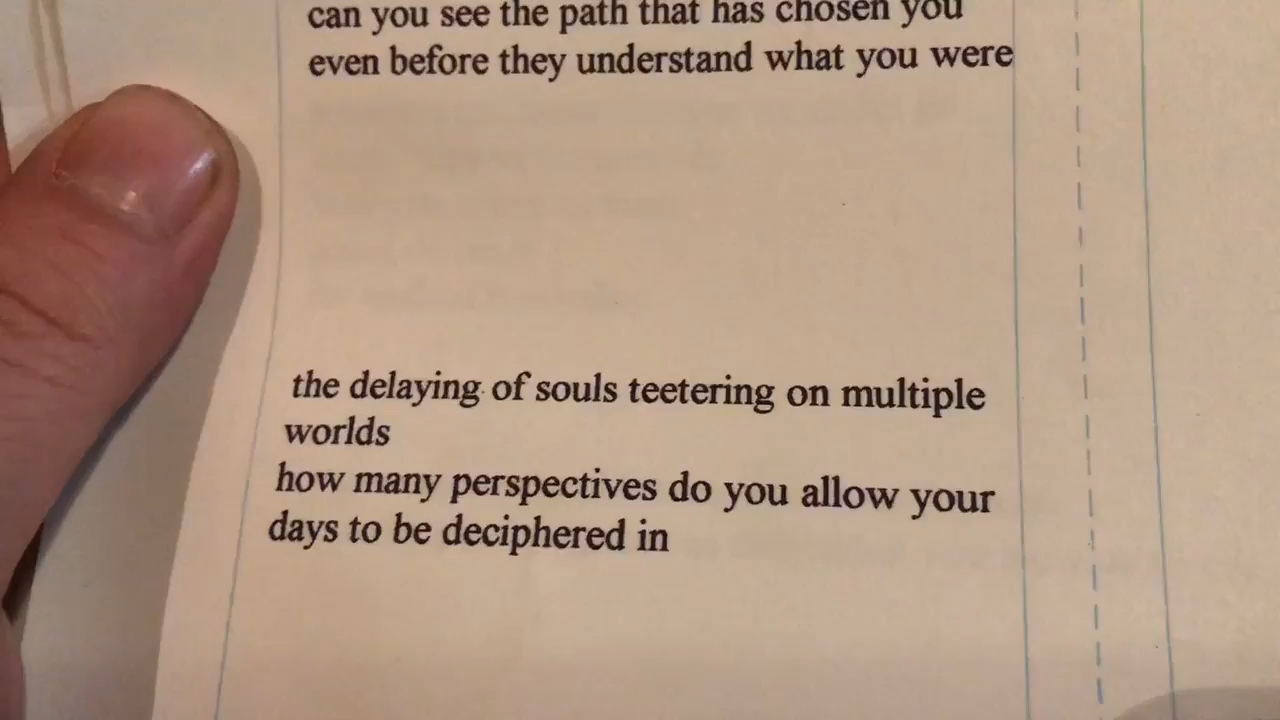 can you see the path that has chosen you
even before they understand what you were
the delaying of souls teetering on multiple
worlds
how many perspectives do you allow your
days to be deciphered in